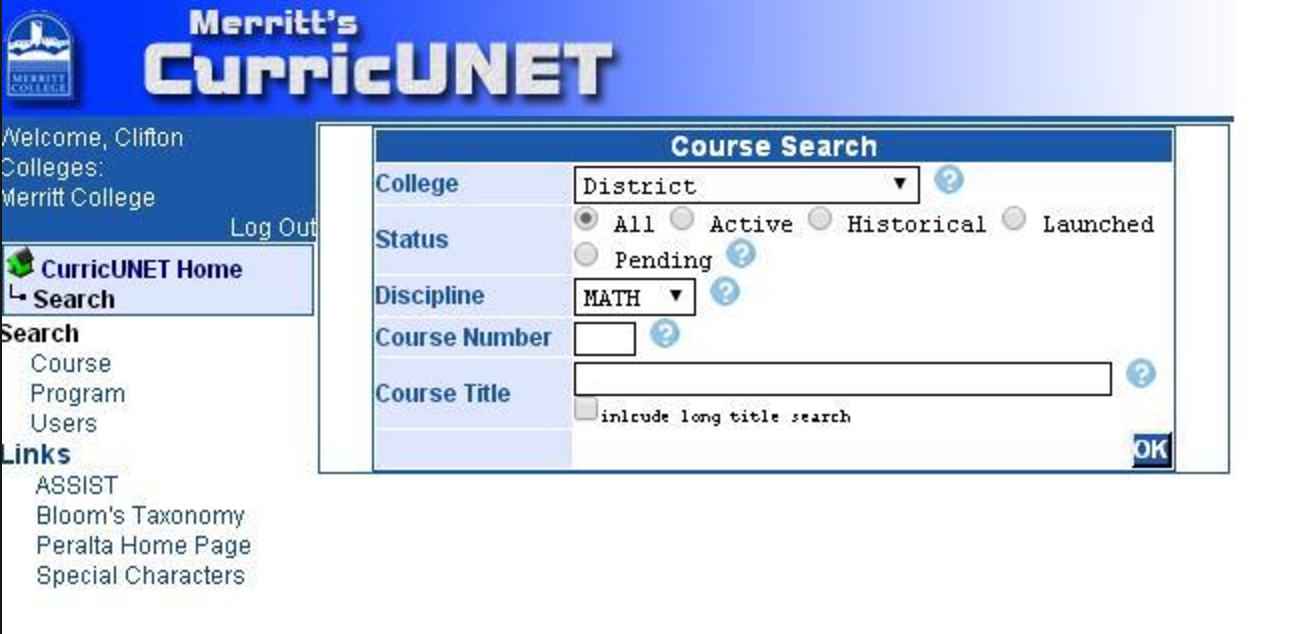 Merritt's
CurricUNET
MERRITT
COLLEGE
Welcome, Clifton
Colleges:
Merritt College
Log Out
CurricUNET Home
Search
Search
Course
Program
Users
Links
ASSIST
Bloom's Taxonomy
Peralta Home Page
Special Characters
Course Search
College District ?
Status All Active Historical Launched
Pending ?
Discipline MATH ?
Course Number ?
Course Title ?
inlcude long title search
OK